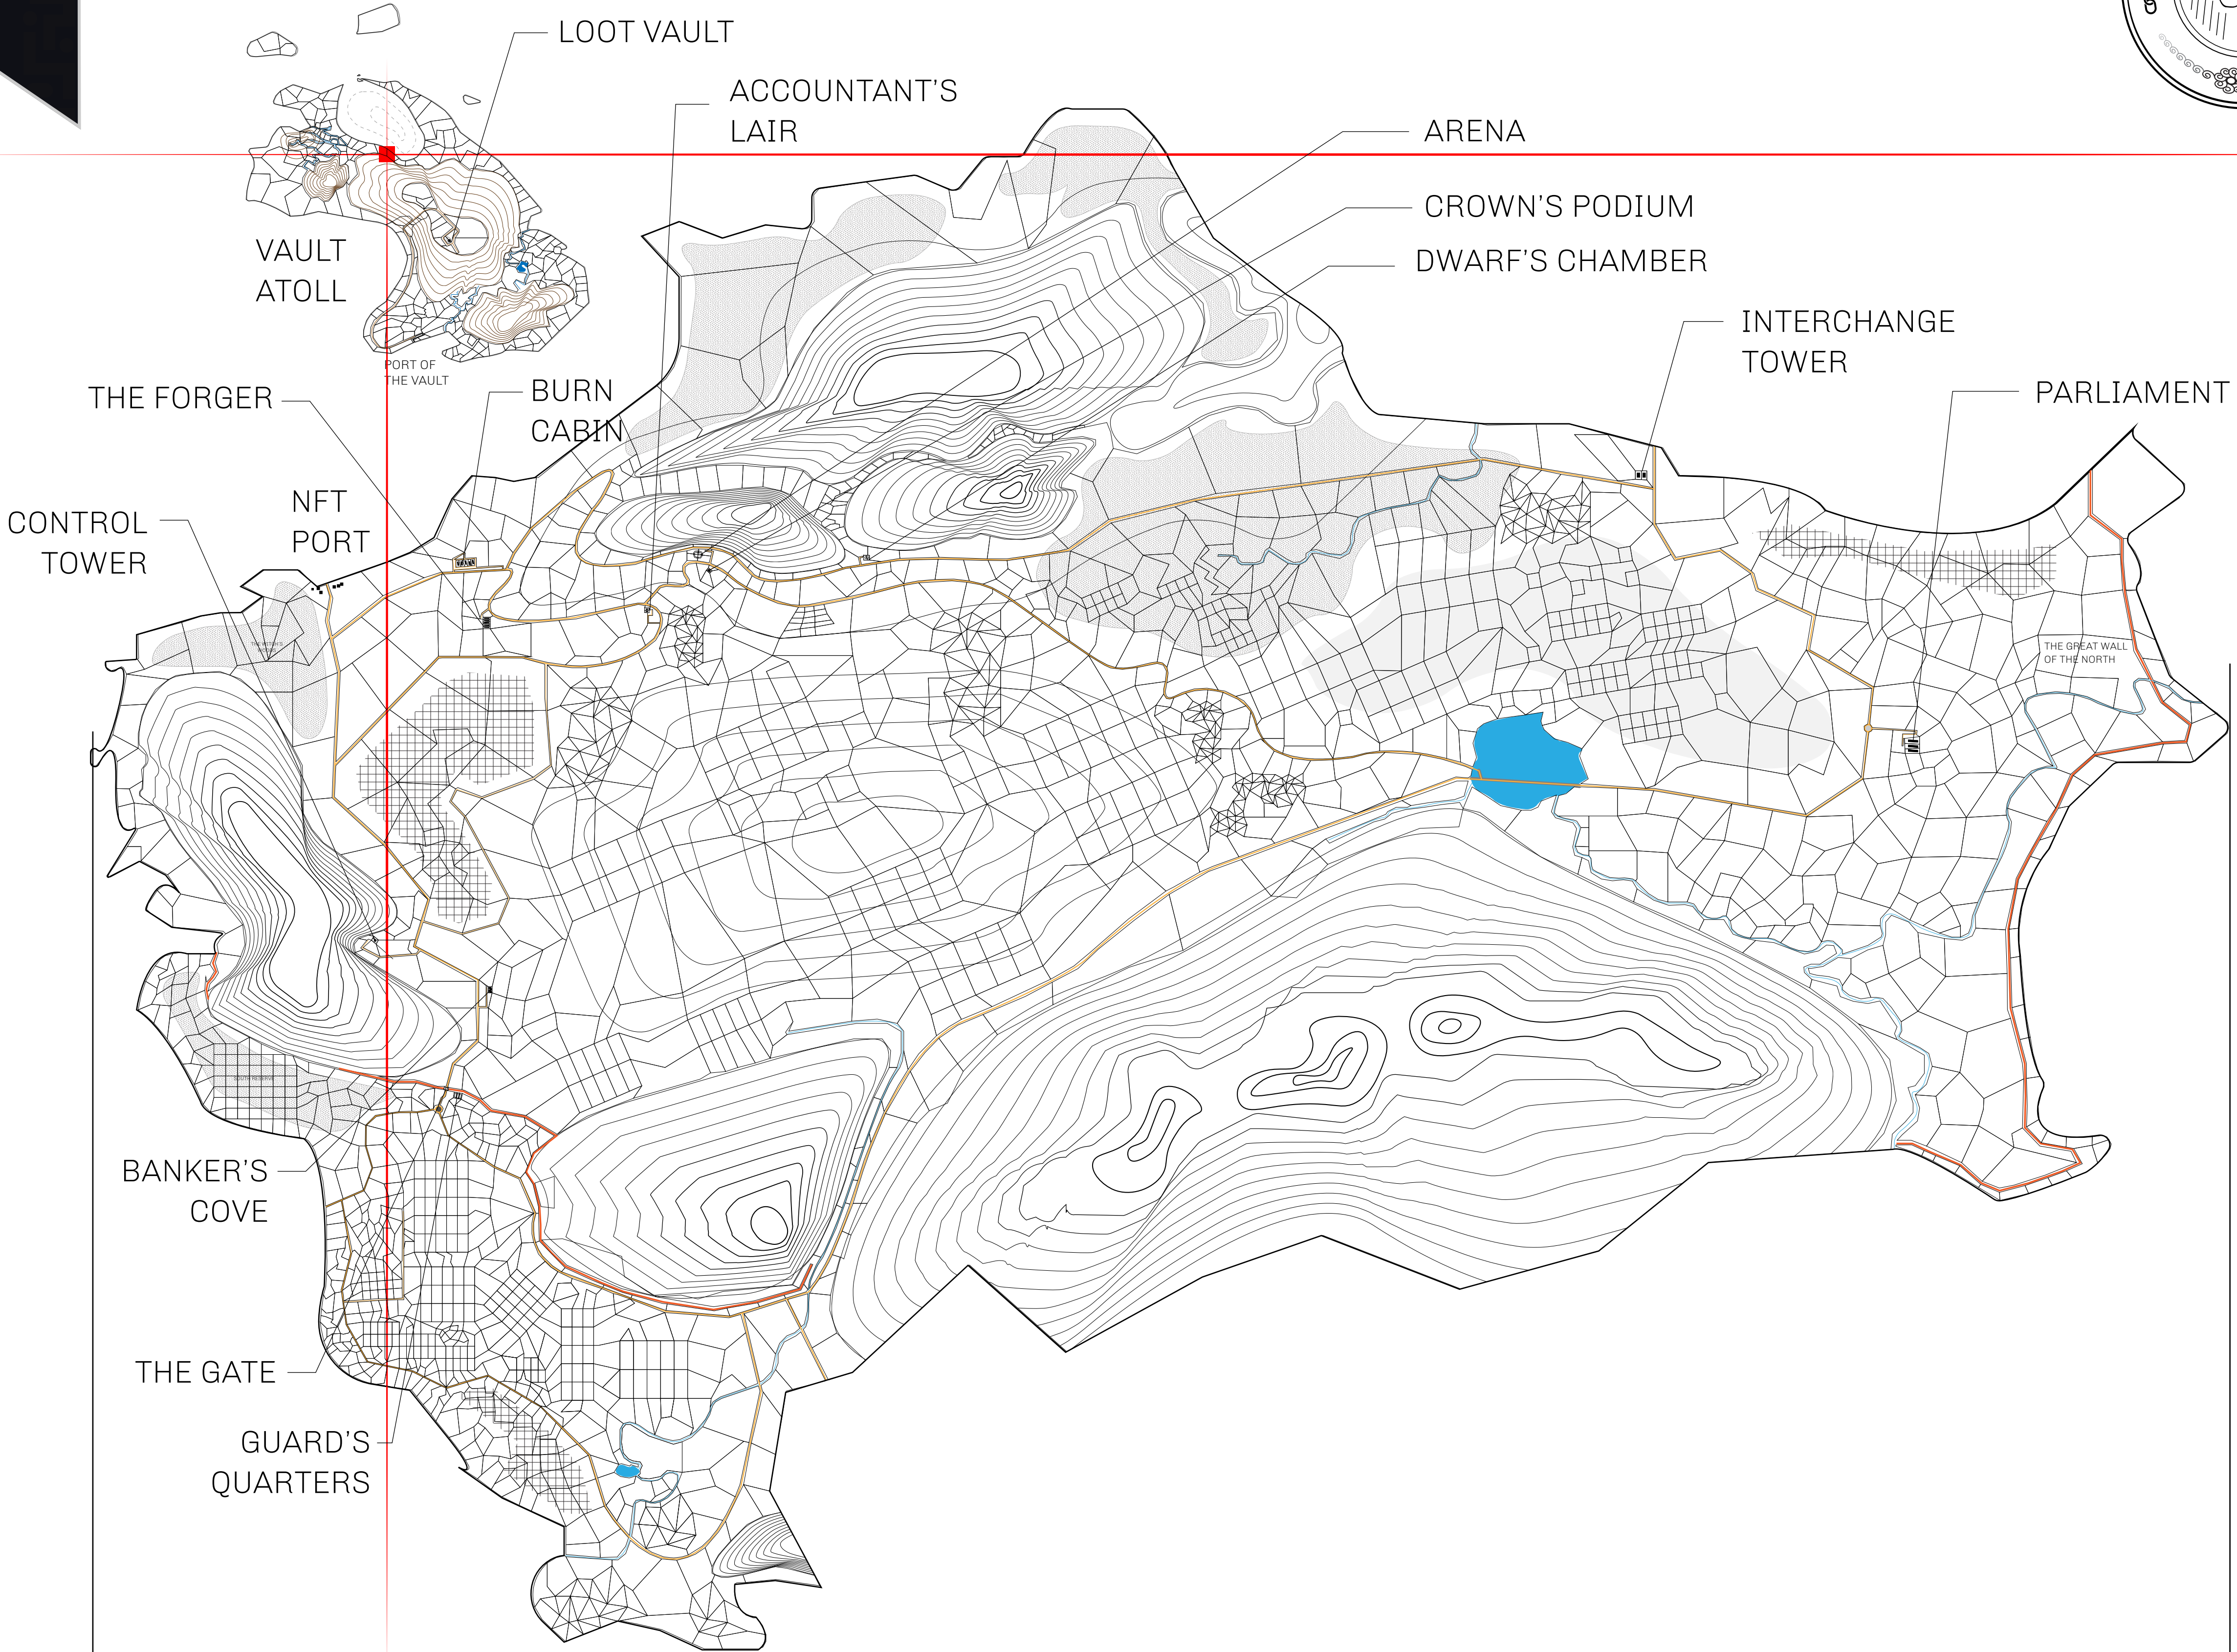 LOOT VAULT
ACCOUNTANT'S
LAIR
ARENA
CROWN'S PODIUM
DWARF'S CHAMBER
VAULT
ATOLL
INTERCHANGE
TOWER
PORT OF
THE VAULT
THE FORGER
BURN
CABIN
PARLIAMENT
NFT
PORT
CONTROL
TOWER
THE GREAT WALL
OF THE NORTH
SOUTH RESERVE
BANKER'S
COVE
THE GATE
GUARD'S
QUARTERS